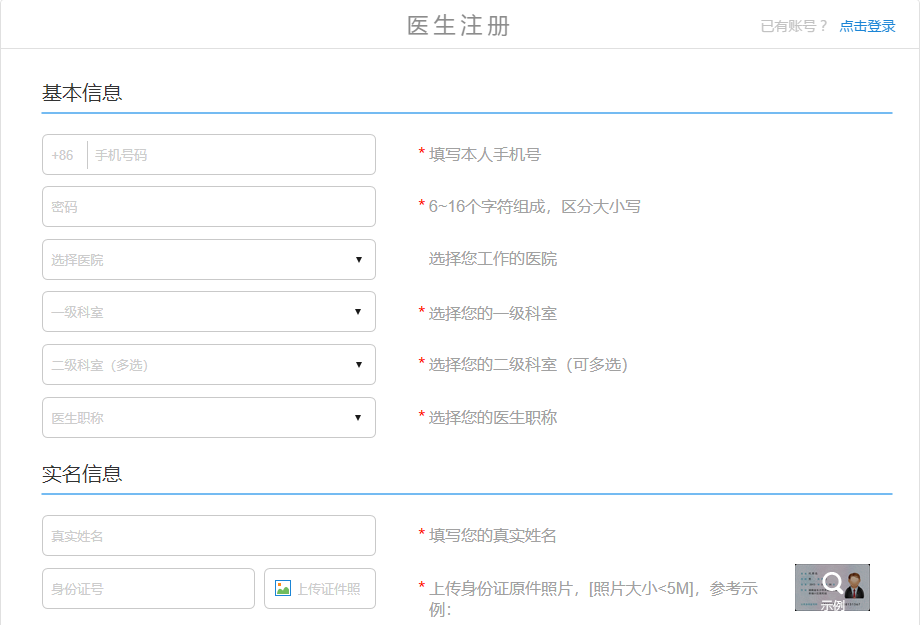 医生注册
已有账号？ 点击登录
基本信息
+86 手机号码
* 填写本人手机号
密码
* 6~16个字符组成，区分大小写
选择医院
选择您工作的医院
一级科室
* 选择您的一级科室
二级科室（多选）
* 选择您的二级科室（可多选）
医生职称
* 选择您的医生职称
实名信息
真实姓名
* 填写您的真实姓名
身份证号
上传证件照
* 上传身份证原件照片，[照片大小<5M]，参考示
例：
示例